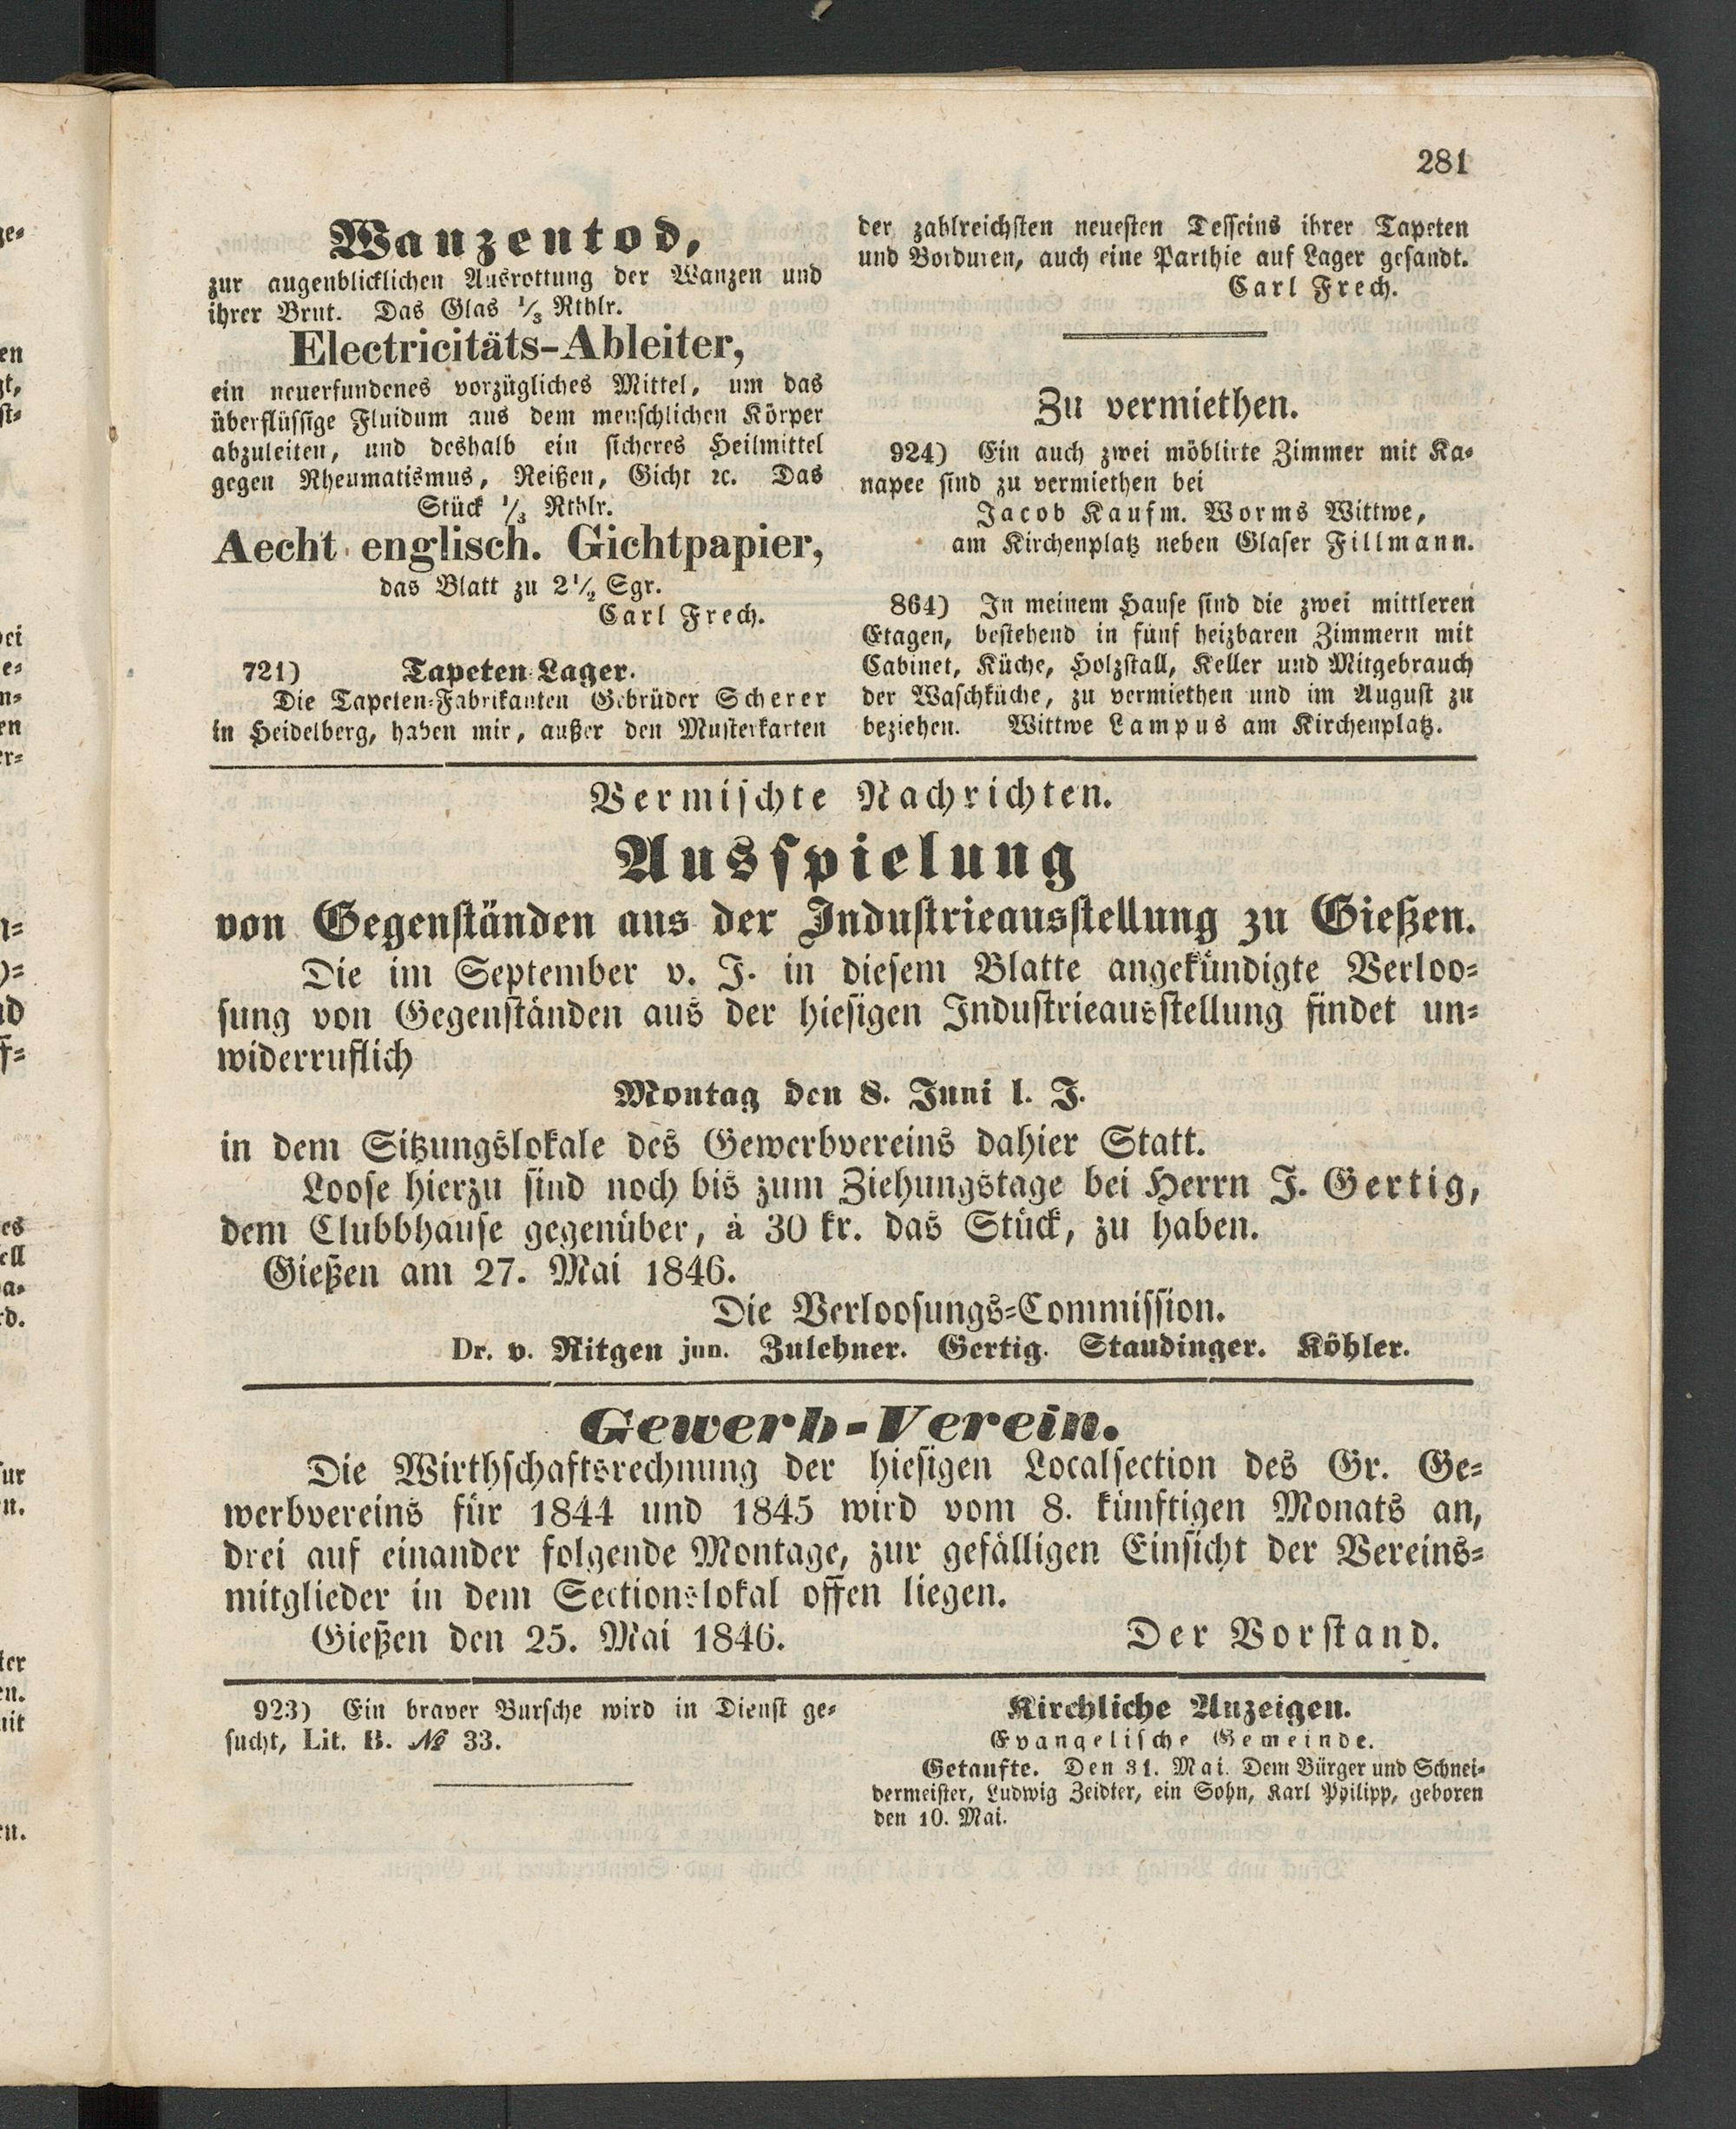 281
Wanzentod,
zur augenblicklichen Ausrottung der Wanzen und
ihrer Brut. Das Glas 1/3 Rthlr.
Electricitäts-Ableiter,
ein neuerfundenes vorzügliches Mittel, um das
überflüssige Fluidum aus dem menschlichen Körper
abzuleiten, und deshalb ein sicheres Heilmittel
gegen Rheumatismus, Reißen, Gicht ꝛc. Das
Stück 1/3 Rthlr.
Aecht englisch. Gichtpapier,
das Blatt zu 2 1/2 Sgr.
Carl Frech.
721) Tapeten-Lager.
Die Tapeten-Fabrikanten Gebrüder Scherer
in Heidelberg, haben mir, außer den Musterkarten
der zahlreichsten neuesten Desseins ihrer Tapeten
und Borduren, auch eine Parthie auf Lager gesandt.
Carl Frech.
Zu vermiethen.
924) Ein auch zwei möblirte Zimmer mit Ka-
napee sind zu vermiethen bei
Jacob Kaufm. Worms Wittwe,
am Kirchenplatz neben Glaser Fillmann.
864) In meinem Hause sind die zwei mittleren
Etagen, bestehend in fünf heizbaren Zimmern mit
Cabinet, Küche, Holzstall, Keller und Mitgebrauch
der Waschküche, zu vermiethen und im August zu
beziehen. Wittwe Lampus am Kirchenplatz.
Vermischte Nachrichten.
Ausspielung
von Gegenständen aus der Industrieausstellung zu Gießen.
Die im September v. J. in diesem Blatte angekündigte Verloo-
sung von Gegenständen aus der hiesigen Industrieausstellung findet un-
widerruflich
Montag den 8. Juni l. J.
in dem Sitzungslokale des Gewerbvereins dahier Statt.
Loose hierzu sind noch bis zum Ziehungstage bei Herrn J. Gertig,
dem Clubbhause gegenüber, à 30 kr. das Stück, zu haben.
Gießen am 27. Mai 1846.
Die Verloosungs-Commission.
Dr. v. Ritgen jun. Zulehner. Gertig. Staudinger. Köhler.
Gewerb-Verein.
Die Wirthschaftsrechnung der hiesigen Localsection des Gr. Ge-
werbvereins für 1844 und 1845 wird vom 8. künftigen Monats an,
drei auf einander folgende Montage, zur gefälligen Einsicht der Vereins-
mitglieder in dem Sectionslokal offen liegen.
Gießen den 25. Mai 1846. Der Vorstand.
923) Ein braver Bursche wird in Dienst ge-
sucht, Lit. B. № 33.
Kirchliche Anzeigen.
Evangelische Gemeinde.
Getaufte. Den 31. Mai. Dem Bürger und Schnei-
dermeister, Ludwig Zeidter, ein Sohn, Karl Ppilipp, geboren
den 10. Mai.